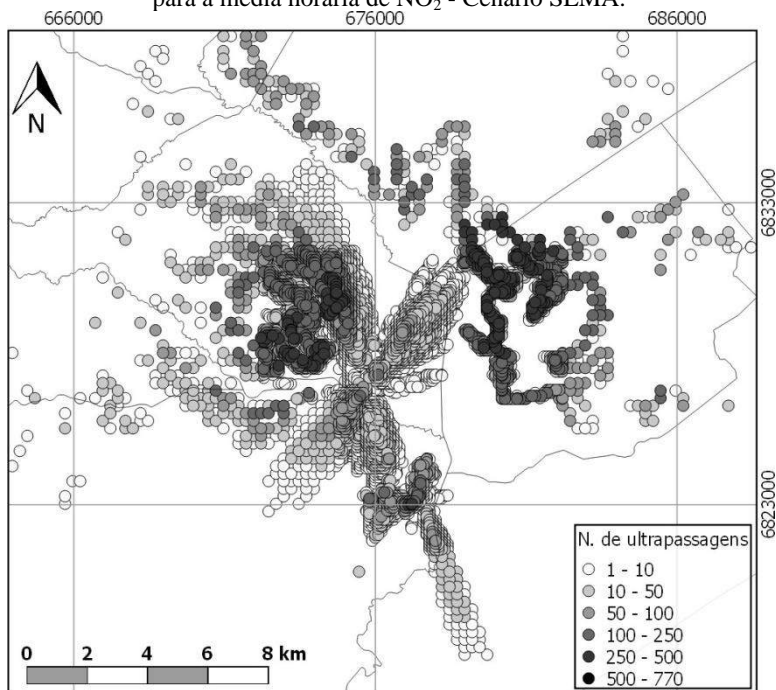 para a média horária de NO₂ - Cenário SEMA.
666000 676000 686000
N
6833000
6823000
N. de ultrapassagens
1 - 10
10 - 50
50 - 100
100 - 250
250 - 500
500 - 770
0 2 4 6 8 km